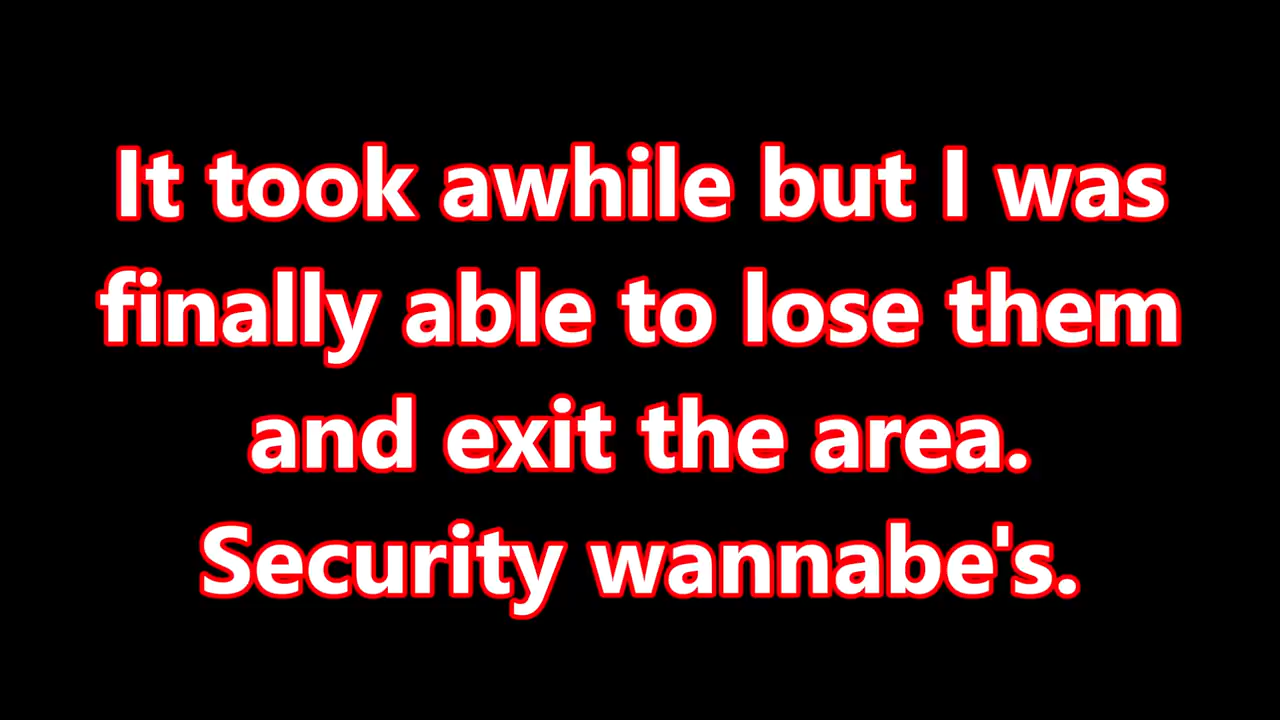 It took awhile but I was
finally able to lose them
and exit the area.
Security wannabe's.